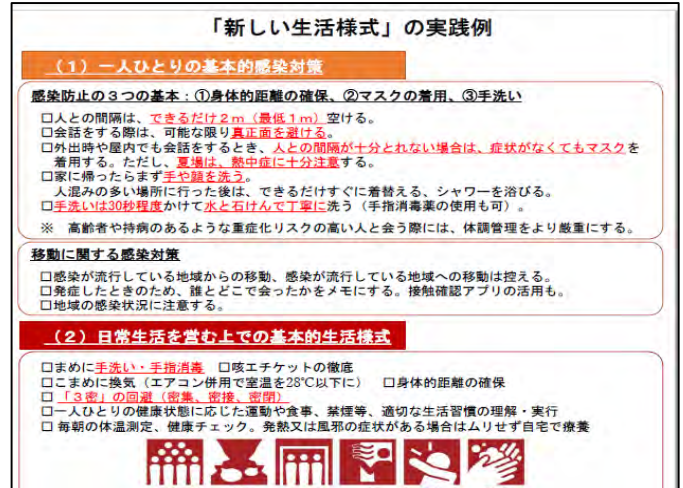 「新しい生活様式」の実践例
（１）一人ひとりの基本的感染対策
感染防止の３つの基本：①身体的距離の確保、②マスクの着用、③手洗い
□人との間隔は、できるだけ２ｍ（最低１ｍ）空ける。
□会話をする際は、可能な限り真正面を避ける。
□外出時や屋内でも会話をするとき、人との間隔が十分とれない場合は、症状がなくてもマスクを
着用する。ただし、夏場は、熱中症に十分注意する。
□家に帰ったらまず手や顔を洗う。
人混みの多い場所に行った後は、できるだけすぐに着替える、シャワーを浴びる。
□手洗いは30秒程度かけて水と石けんで丁寧に洗う（手指消毒薬の使用も可）。
※　高齢者や持病のあるような重症化リスクの高い人と会う際には、体調管理をより厳重にする。
移動に関する感染対策
□感染が流行している地域からの移動、感染が流行している地域への移動は控える。
□発症したときのため、誰とどこで会ったかをメモにする。接触確認アプリの活用も。
□地域の感染状況に注意する。
（２）日常生活を営む上での基本的生活様式
□まめに手洗い・手指消毒　□咳エチケットの徹底
□こまめに換気（エアコン併用で室温を28℃以下に）　□身体的距離の確保
□「３密」の回避（密集、密接、密閉）
□一人ひとりの健康状態に応じた運動や食事、禁煙等、適切な生活習慣の理解・実行
□ 毎朝の体温測定、健康チェック。発熱又は風邪の症状がある場合はムリせず自宅で療養